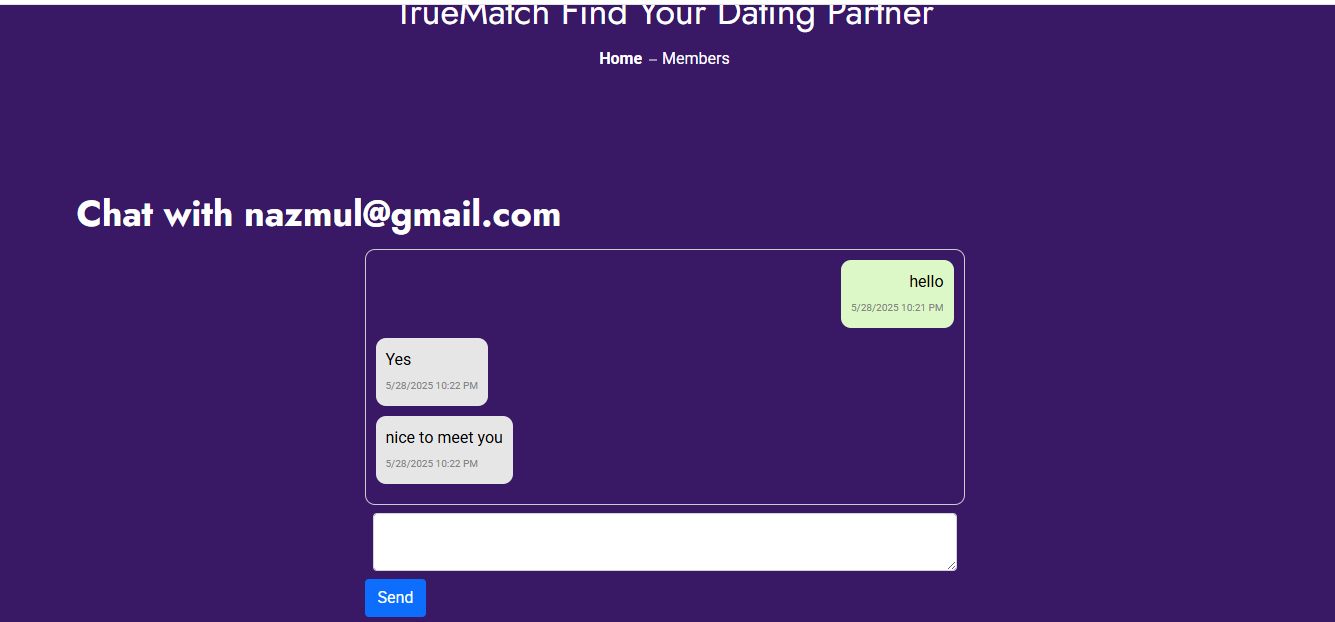 TrueMatch Find Your Dating Partner
Home – Members
Chat with nazmul@gmail.com
hello
5/28/2025 10:21 PM
Yes
5/28/2025 10:22 PM
nice to meet you
5/28/2025 10:22 PM
Send